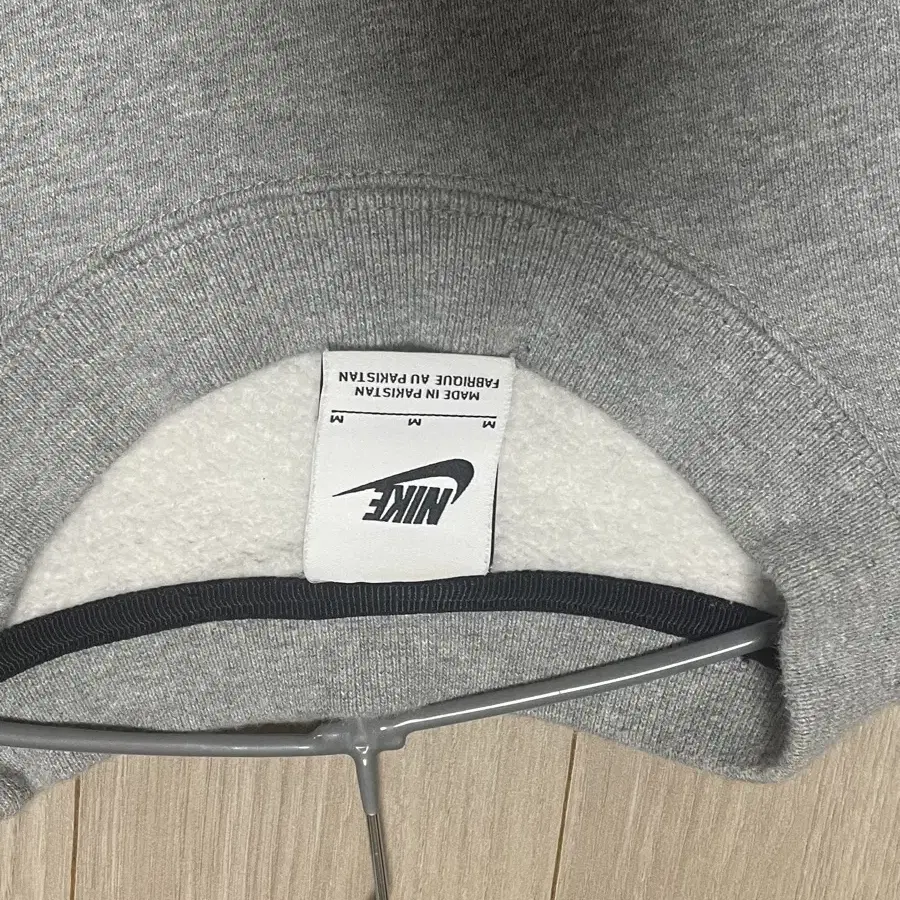 NIKE
M M M
MADE IN PAKISTAN
FABRIQUE AU PAKISTAN